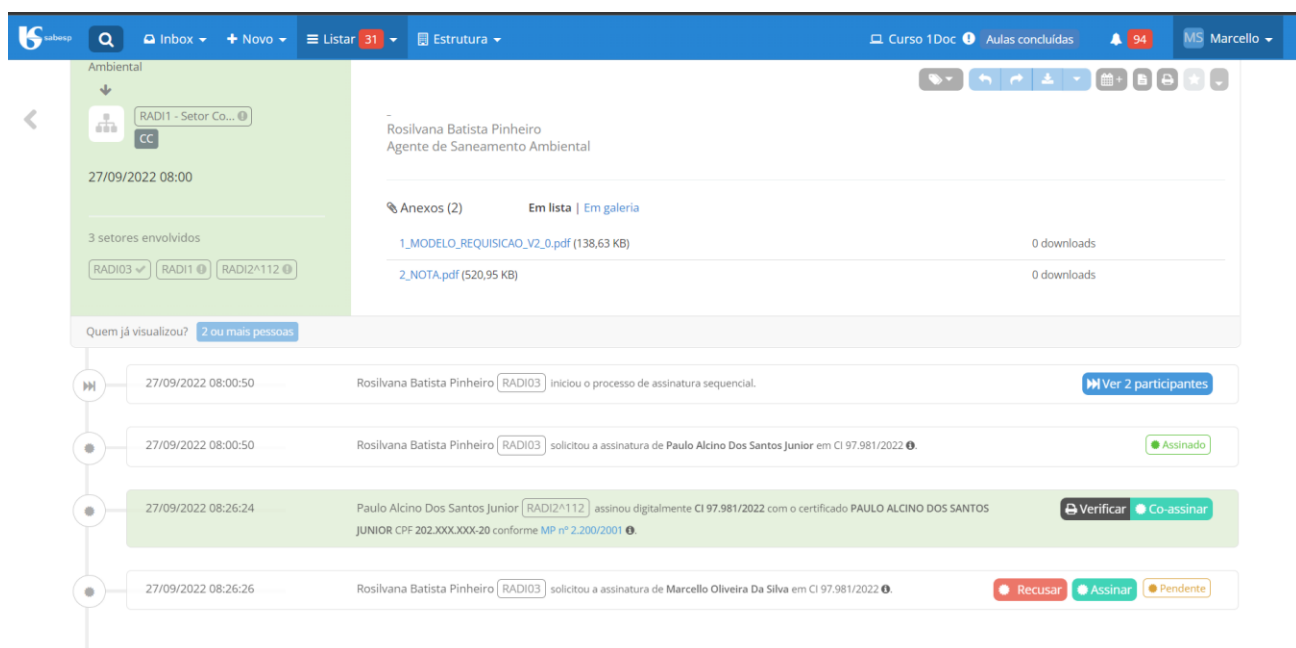 sabesp Inbox + Novo Listar 31 Estrutura Curso 1Doc Aulas concluídas 94 MS Marcello
Ambiental
RADI1 - Setor Co...
CC
27/09/2022 08:00
3 setores envolvidos
RADI03 RADI1 RADI2^112
–
Rosilvana Batista Pinheiro
Agente de Saneamento Ambiental
Anexos (2) Em lista | Em galeria
1_MODELO_REQUISICAO_V2_0.pdf (138,63 KB) 0 downloads
2_NOTA.pdf (520,95 KB) 0 downloads
Quem já visualizou? 2 ou mais pessoas
27/09/2022 08:00:50 Rosilvana Batista Pinheiro RADI03 iniciou o processo de assinatura sequencial. Ver 2 participantes
27/09/2022 08:00:50 Rosilvana Batista Pinheiro RADI03 solicitou a assinatura de Paulo Alcino Dos Santos Junior em CI 97.981/2022. Assinado
27/09/2022 08:26:24 Paulo Alcino Dos Santos Junior RADI2^112 assinou digitalmente CI 97.981/2022 com o certificado PAULO ALCINO DOS SANTOS Verificar Co-assinar
JUNIOR CPF 202.XXX.XXX-20 conforme MP nº 2.200/2001.
27/09/2022 08:26:26 Rosilvana Batista Pinheiro RADI03 solicitou a assinatura de Marcello Oliveira Da Silva em CI 97.981/2022. Recusar Assinar Pendente